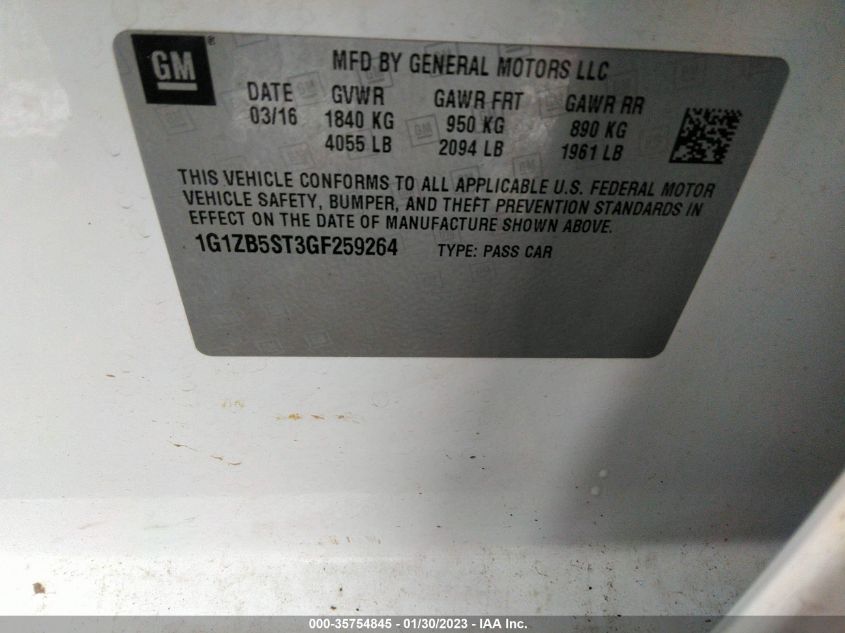 GM
MFD BY GENERAL MOTORS LLC
DATE GVWR GAWR FRT GAWR RR
03/16 1840 KG 950 KG 890 KG
4055 LB 2094 LB 1961 LB
THIS VEHICLE CONFORMS TO ALL APPLICABLE U.S. FEDERAL MOTOR
VEHICLE SAFETY, BUMPER, AND THEFT PREVENTION STANDARDS IN
EFFECT ON THE DATE OF MANUFACTURE SHOWN ABOVE.
1G1ZB5ST3GF259264 TYPE: PASS CAR
000-35754845 - 01/30/2023 - IAA Inc.